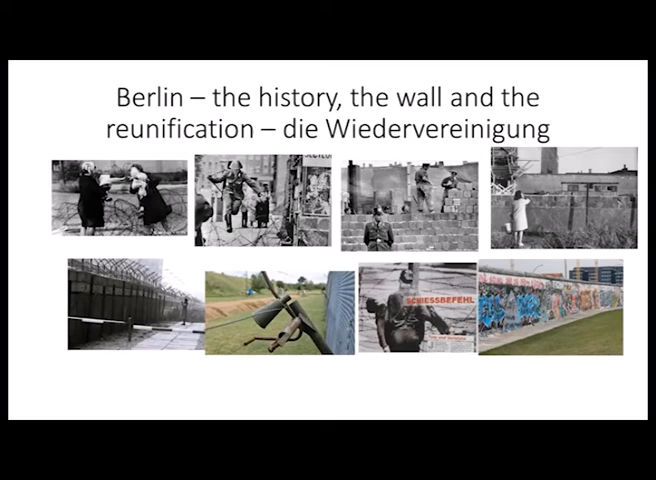 Berlin – the history, the wall and the
reunification – die Wiedervereinigung
SCHIESSBEFEHL